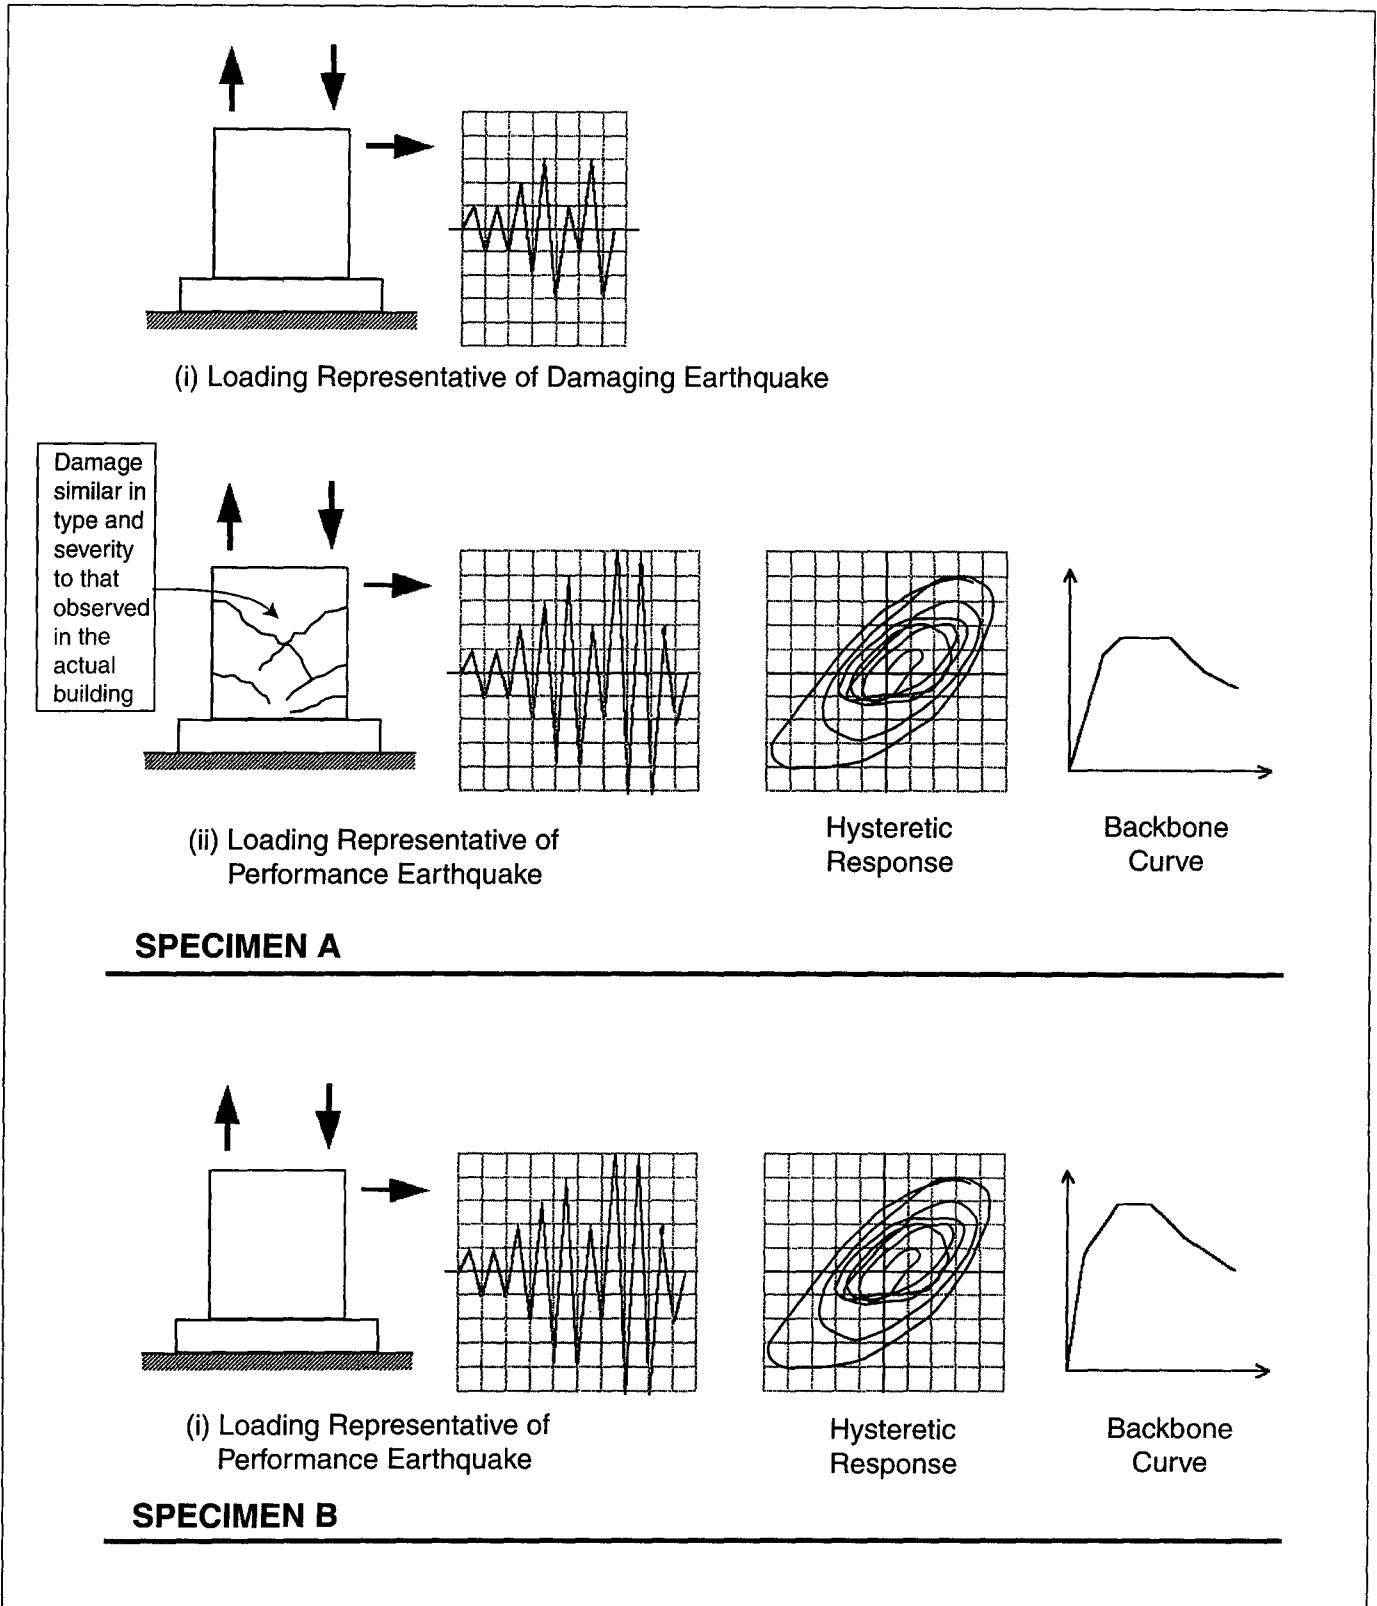 (i) Loading Representative of Damaging Earthquake
Damage
similar in
type and
severity
to that
observed
in the
actual
building
(ii) Loading Representative of
Performance Earthquake
Hysteretic
Response
Backbone
Curve
SPECIMEN A
(i) Loading Representative of
Performance Earthquake
Hysteretic
Response
Backbone
Curve
SPECIMEN B